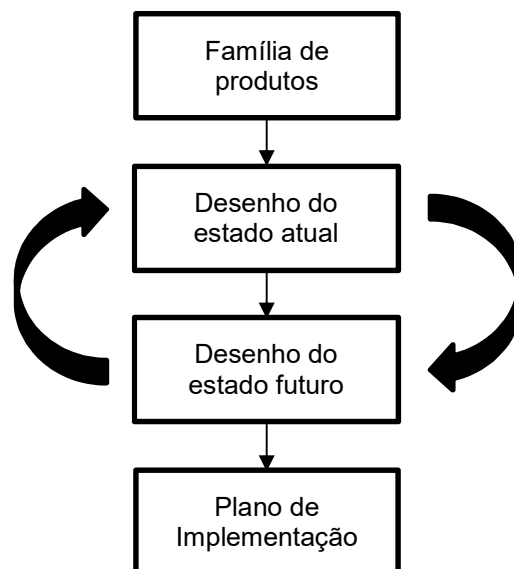 Família de
produtos
Desenho do
estado atual
Desenho do
estado futuro
Plano de
Implementação